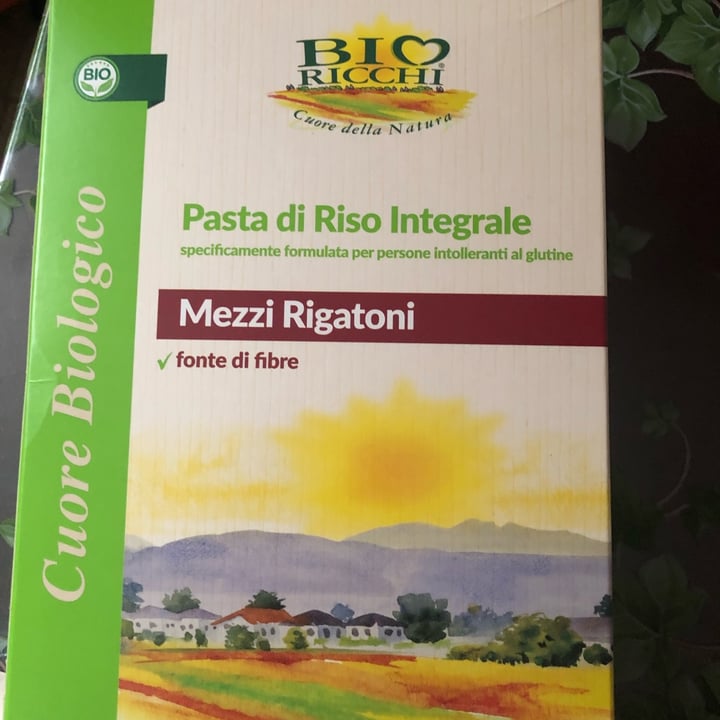 BIO
BIO
RICCHI
Cuore della Natura
Pasta di Riso Integrale
specificamente formulata per persone intolleranti al glutine
Mezzi Rigatoni
✓ fonte di fibre
Cuore Biologico